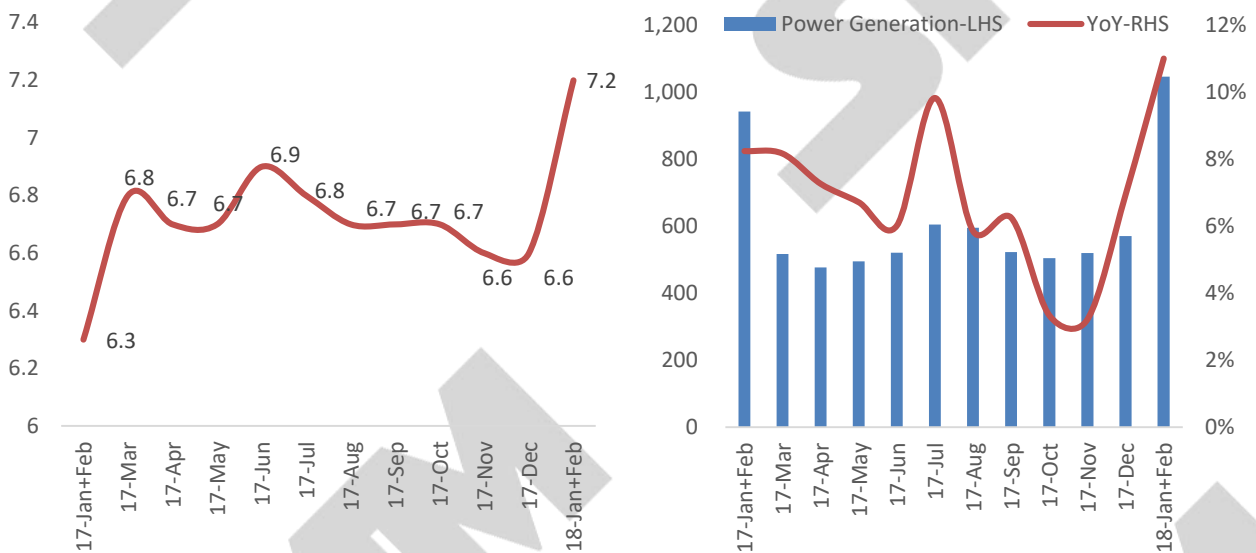 7.4
7.2
7
6.8
6.6
6.4
6.2
6
6.3
6.8
6.7
6.7
6.9
6.8
6.7
6.7
6.7
6.6
6.6
7.2
17-Jan+Feb
17-Mar
17-Apr
17-May
17-Jun
17-Jul
17-Aug
17-Sep
17-Oct
17-Nov
17-Dec
18-Jan+Feb
Power Generation-LHS
YoY-RHS
1,200
1,000
800
600
400
200
0
12%
10%
8%
6%
4%
2%
0%
17-Jan+Feb
17-Mar
17-Apr
17-May
17-Jun
17-Jul
17-Aug
17-Sep
17-Oct
17-Nov
17-Dec
18-Jan+Feb